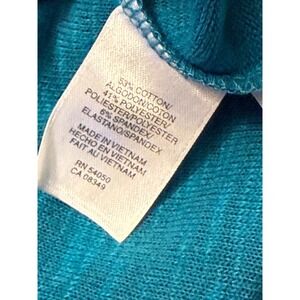 53% COTTON/
ALGODON/COTON
41% POLYESTER/
POLIESTER/POLYESTER
6% SPANDEX/
ELASTANO/SPANDEX
MADE IN VIETNAM
HECHO EN VIETNAM
FAIT AU VIETNAM
RN 54050
CA 08349